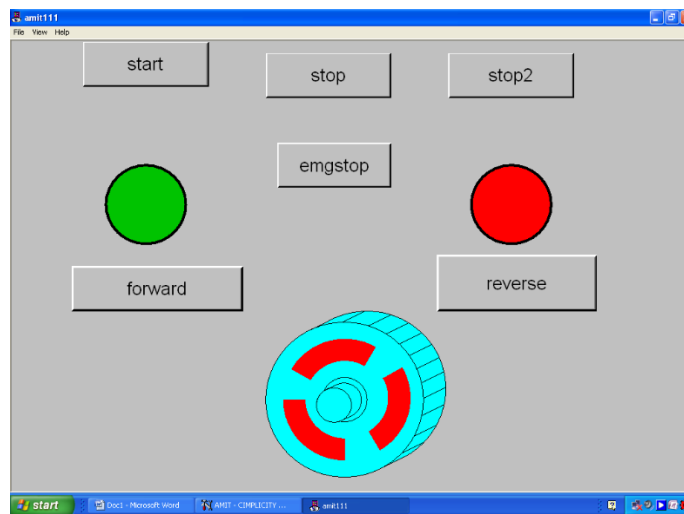 amit111
File View Help
start
stop
stop2
emgstop
forward
reverse
start
Doc1 - Microsoft Word
AMIT - CIMPLICITY ...
amit111